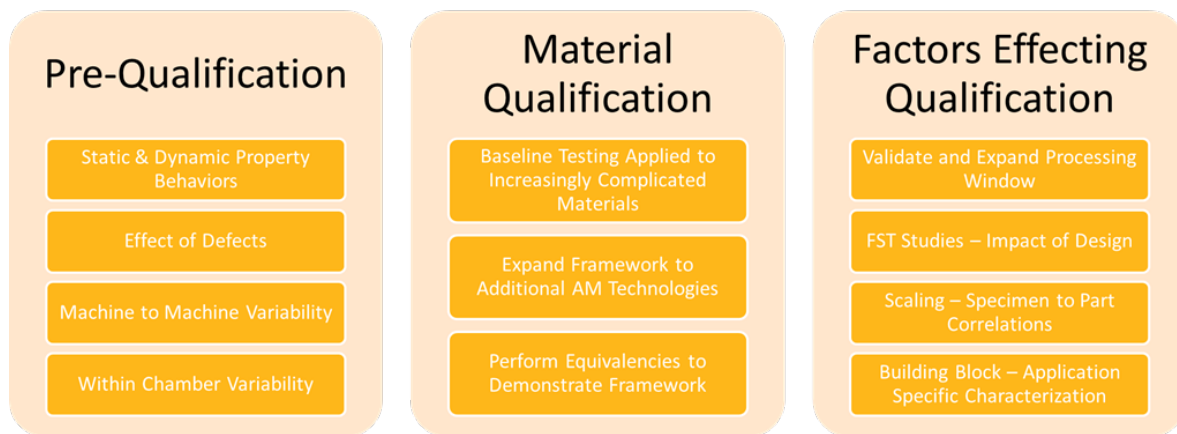 Pre-Qualification
Static & Dynamic Property
Behaviors
Effect of Defects
Machine to Machine Variability
Within Chamber Variability
Material
Qualification
Baseline Testing Applied to
Increasingly Complicated
Materials
Expand Framework to
Additional AM Technologies
Perform Equivalencies to
Demonstrate Framework
Factors Effecting
Qualification
Validate and Expand Processing
Window
FST Studies – Impact of Design
Scaling – Specimen to Part
Correlations
Building Block – Application
Specific Characterization